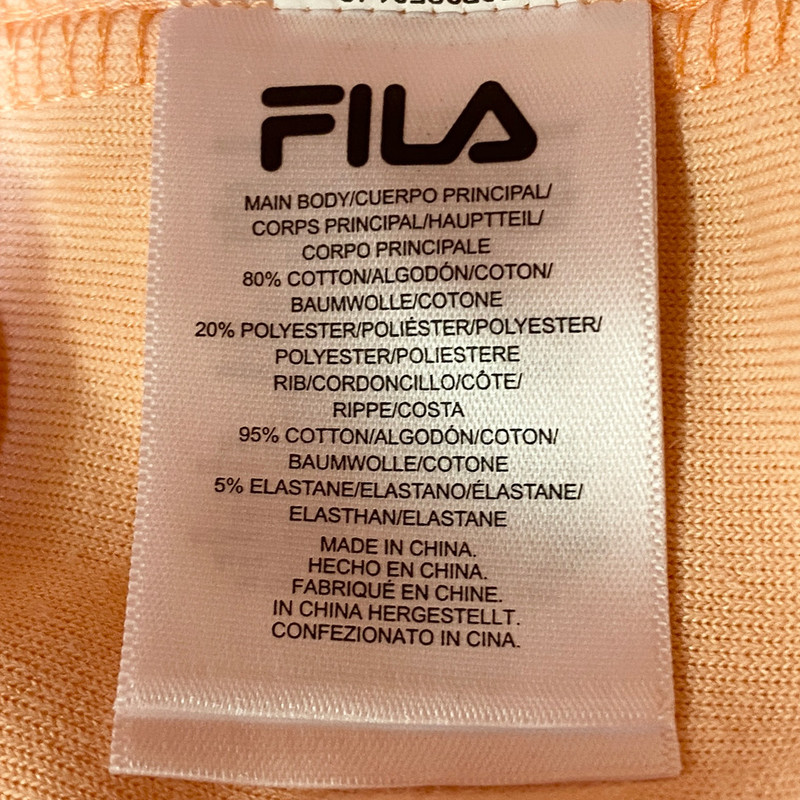 FILA
MAIN BODY/CUERPO PRINCIPAL/
CORPS PRINCIPAL/HAUPTTEIL/
CORPO PRINCIPALE
80% COTTON/ALGODÓN/COTON/
BAUMWOLLE/COTONE
20% POLYESTER/POLIÉSTER/POLYESTER/
POLYESTER/POLIESTERE
RIB/CORDONCILLO/CÔTE/
RIPPE/COSTA
95% COTTON/ALGODÓN/COTON/
BAUMWOLLE/COTONE
5% ELASTANE/ELASTANO/ÉLASTANE/
ELASTHAN/ELASTANE
MADE IN CHINA.
HECHO EN CHINA.
FABRIQUÉ EN CHINE.
IN CHINA HERGESTELLT.
CONFEZIONATO IN CINA.